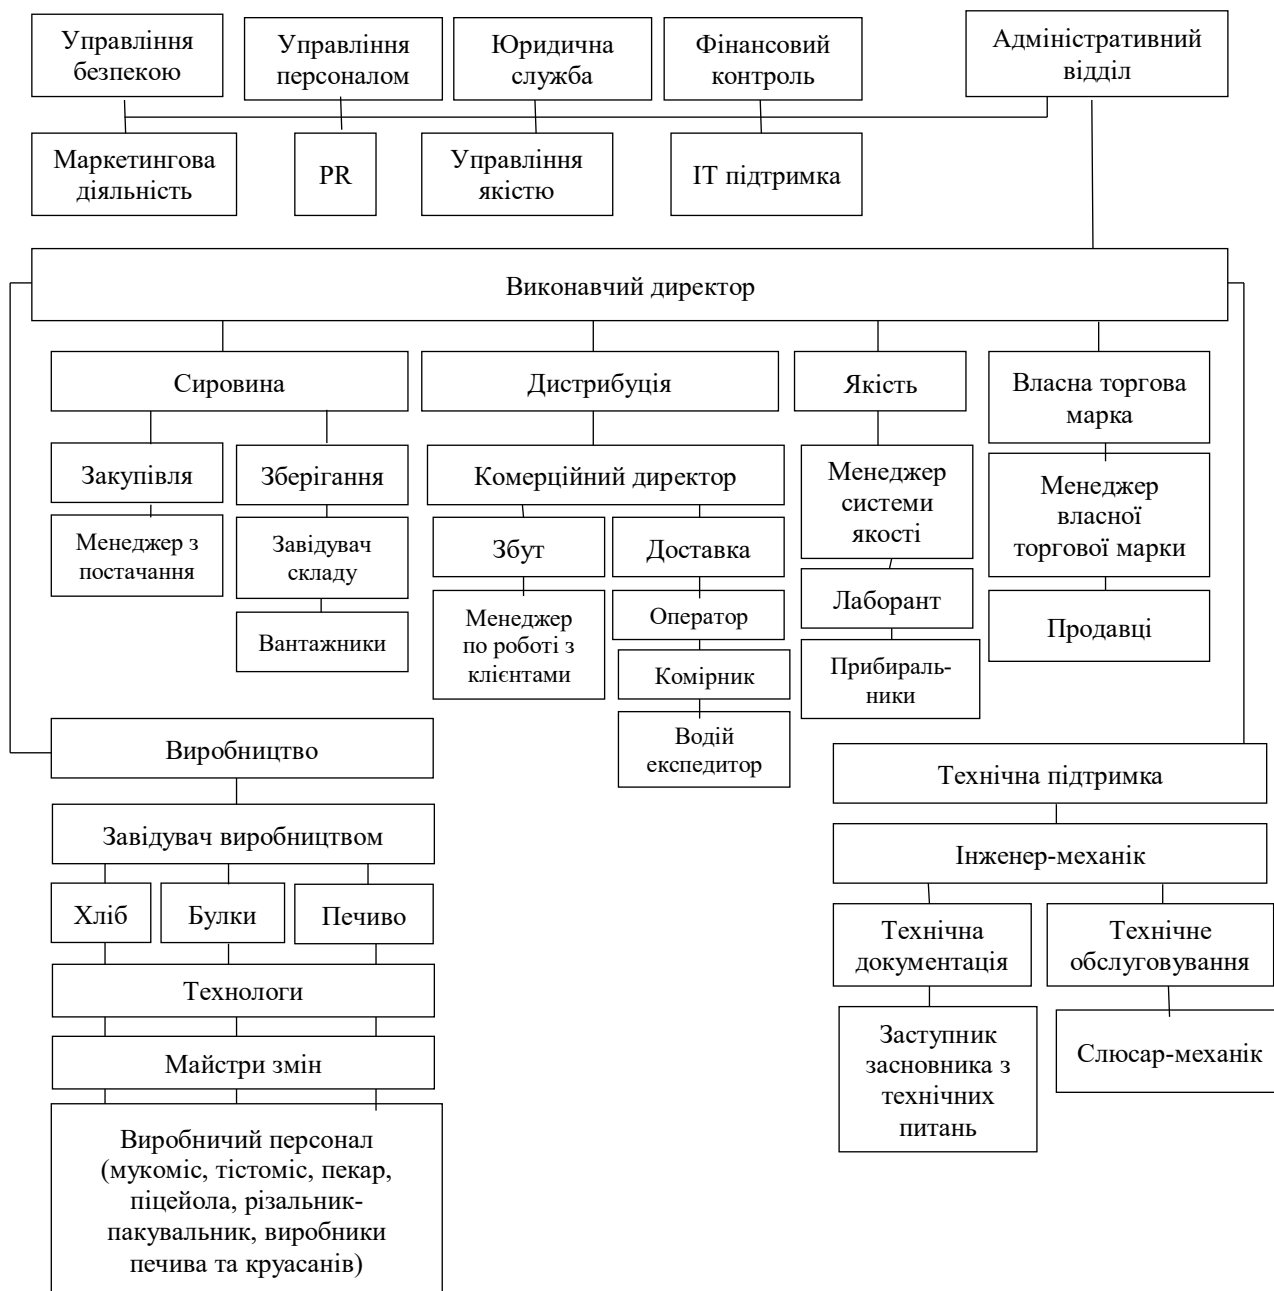 Управління
безпекою
Управління
персоналом
Юридична
служба
Фінансовий
контроль
Адміністративний
відділ
Маркетингова
діяльність
PR
Управління
якістю
ІТ підтримка
Виконавчий директор
Сировина
Дистрибуція
Якість
Власна торгова
марка
Закупівля
Зберігання
Комерційний директор
Менеджер
системи
якості
Менеджер
власної
торгової марки
Менеджер з
постачання
Завідувач
складу
Збут
Доставка
Лаборант
Продавці
Вантажники
Менеджер
по роботі з
клієнтами
Оператор
Комірник
Водій
експедитор
Прибираль-
ники
Виробництво
Технічна підтримка
Завідувач виробництвом
Інженер-механік
Хліб
Булки
Печиво
Технічна
документація
Технічне
обслуговування
Технологи
Заступник
засновника з
технічних
питань
Слюсар-механік
Майстри змін
Виробничий персонал
(мукоміс, тістоміс, пекар,
піцейола, різальник-
пакувальник, виробники
печива та круасанів)